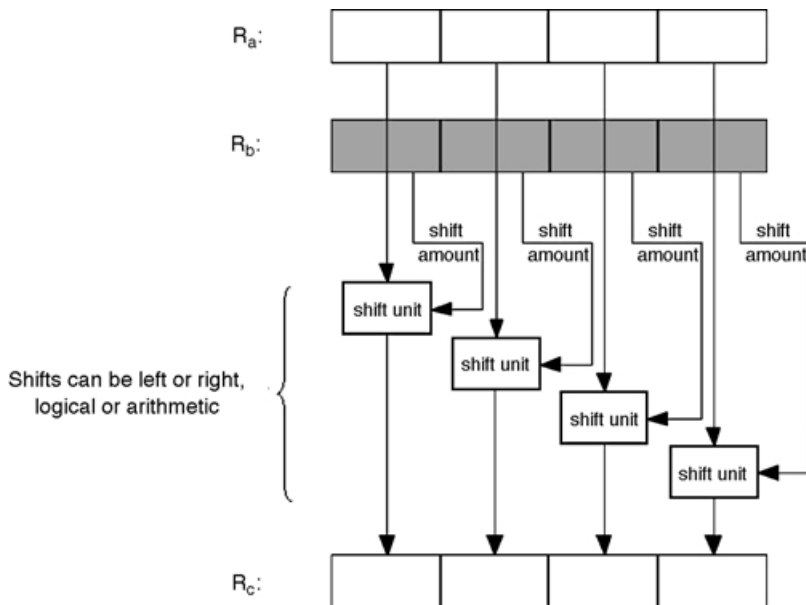 Ra:
Rb:
shift amount
shift amount
shift amount
shift amount
shift unit
shift unit
shift unit
shift unit
Shifts can be left or right,
logical or arithmetic
Rc: